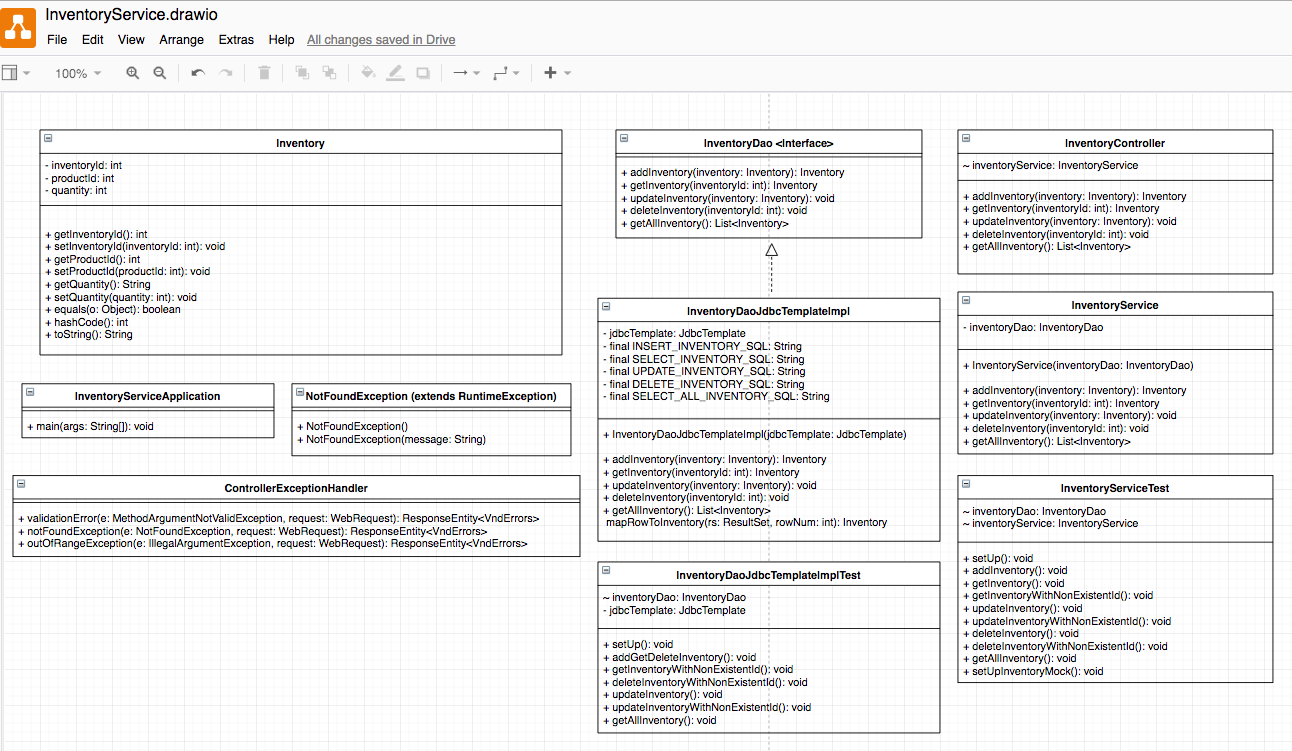 InventoryService.drawio
File Edit View Arrange Extras Help All changes saved in Drive
100%
Inventory
- inventoryId: int
- productId: int
- quantity: int
+ getInventoryId(): int
+ setInventoryId(inventoryId: int): void
+ getProductId(): int
+ setProductId(productId: int): void
+ getQuantity(): String
+ setQuantity(quantity: int): void
+ equals(o: Object): boolean
+ hashCode(): int
+ toString(): String
InventoryServiceApplication
+ main(args: String[]): void
NotFoundException (extends RuntimeException)
+ NotFoundException()
+ NotFoundException(message: String)
ControllerExceptionHandler
+ validationError(e: MethodArgumentNotValidException, request: WebRequest): ResponseEntity<VndErrors>
+ notFoundException(e: NotFoundException, request: WebRequest): ResponseEntity<VndErrors>
+ outOfRangeException(e: IllegalArgumentException, request: WebRequest): ResponseEntity<VndErrors>
InventoryDao <Interface>
+ addInventory(inventory: Inventory): Inventory
+ getInventory(inventoryId: int): Inventory
+ updateInventory(inventory: Inventory): void
+ deleteInventory(inventoryId: int): void
+ getAllInventory(): List<Inventory>
InventoryDaoJdbcTemplateImpl
- jdbcTemplate: JdbcTemplate
- final INSERT_INVENTORY_SQL: String
- final SELECT_INVENTORY_SQL: String
- final UPDATE_INVENTORY_SQL: String
- final DELETE_INVENTORY_SQL: String
- final SELECT_ALL_INVENTORY_SQL: String
+ InventoryDaoJdbcTemplateImpl(jdbcTemplate: JdbcTemplate)
+ addInventory(inventory: Inventory): Inventory
+ getInventory(inventoryId: int): Inventory
+ updateInventory(inventory: Inventory): void
+ deleteInventory(inventoryId: int): void
+ getAllInventory(): List<Inventory>
mapRowToInventory(rs: ResultSet, rowNum: int): Inventory
InventoryDaoJdbcTemplateImplTest
~ inventoryDao: InventoryDao
- jdbcTemplate: JdbcTemplate
+ setUp(): void
+ addGetDeleteInventory(): void
+ getInventoryWithNonExistentId(): void
+ deleteInventoryWithNonExistentId(): void
+ updateInventory(): void
+ updateInventoryWithNonExistentId(): void
+ getAllInventory(): void
InventoryController
~ inventoryService: InventoryService
+ addInventory(inventory: Inventory): Inventory
+ getInventory(inventoryId: int): Inventory
+ updateInventory(inventory: Inventory): void
+ deleteInventory(inventoryId: int): void
+ getAllInventory(): List<Inventory>
InventoryService
- inventoryDao: InventoryDao
+ InventoryService(inventoryDao: InventoryDao)
+ addInventory(inventory: Inventory): Inventory
+ getInventory(inventoryId: int): Inventory
+ updateInventory(inventory: Inventory): void
+ deleteInventory(inventoryId: int): void
+ getAllInventory(): List<Inventory>
InventoryServiceTest
~ inventoryDao: InventoryDao
~ inventoryService: InventoryService
+ setUp(): void
+ addInventory(): void
+ getInventory(): void
+ getInventoryWithNonExistentId(): void
+ updateInventory(): void
+ updateInventoryWithNonExistentId(): void
+ deleteInventory(): void
+ deleteInventoryWithNonExistentId(): void
+ getAllInventory(): void
+ setUpInventoryMock(): void